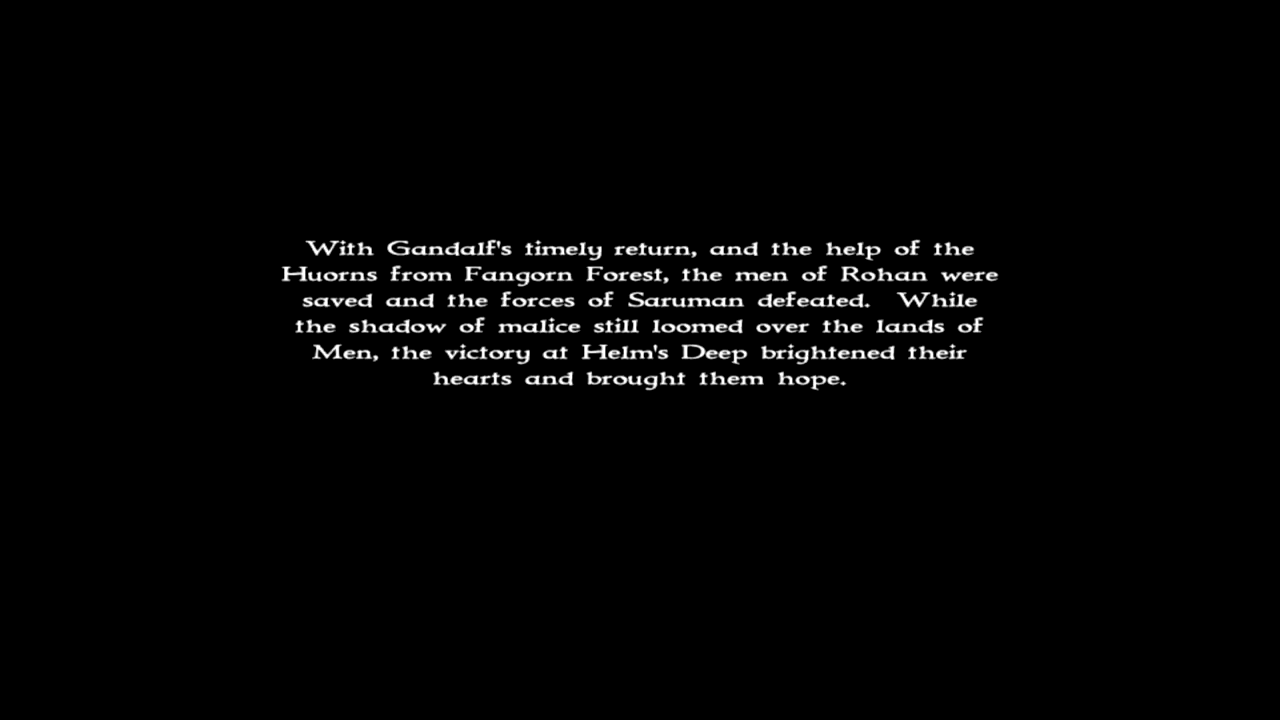 With Gandalf's timely return, and the help of the
Huorns from Fangorn Forest, the men of Rohan were
saved and the forces of Saruman defeated.  While
the shadow of malice still loomed over the lands of
Men, the victory at Helm's Deep brightened their
hearts and brought them hope.